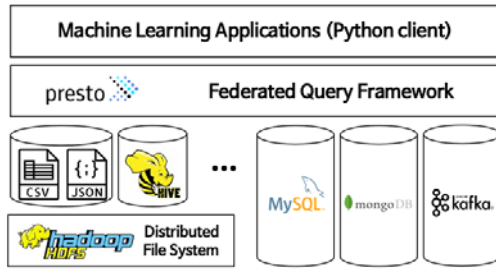 Machine Learning Applications (Python client)
presto
Federated Query Framework
CSV
JSON
{;}
HIVE
...
MySQL
mongoDB
kafka
hadoop
HDFS
Distributed
File System